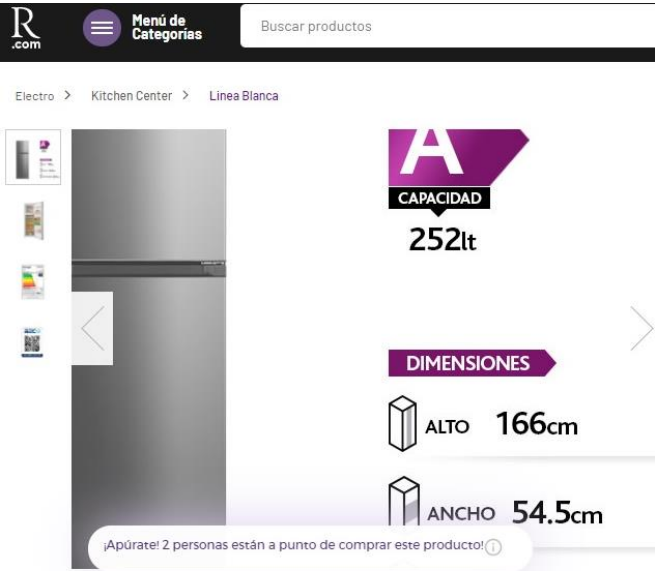 R
.com
Menú de
Categorías
Buscar productos
Electro > Kitchen Center > Linea Blanca
A
CAPACIDAD
252lt
DIMENSIONES
ALTO 166cm
ANCHO 54.5cm
¡Apúrate! 2 personas están a punto de comprar este producto!